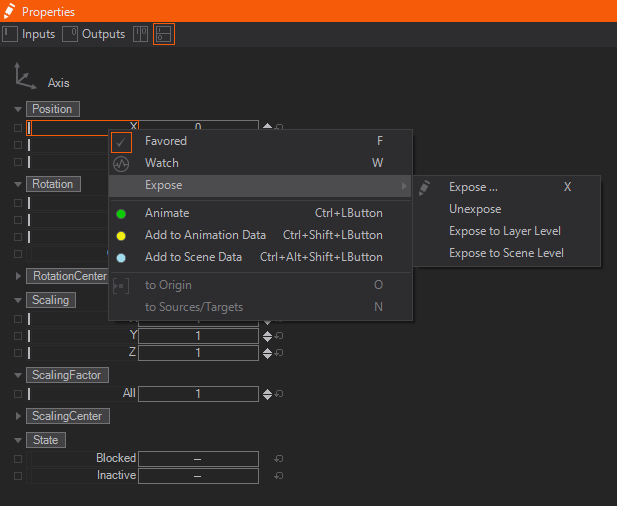 Properties
Inputs Outputs
Axis
Position
X 0
Favored F
Watch W
Rotation
Expose
Expose ... X
Unexpose
Expose to Layer Level
Expose to Scene Level
Animate Ctrl+LButton
Add to Animation Data Ctrl+Shift+LButton
Add to Scene Data Ctrl+Alt+Shift+LButton
RotationCenter
to Origin O
Scaling
to Sources/Targets N
Y 1
Z 1
ScalingFactor
All 1
ScalingCenter
State
Blocked --
Inactive --